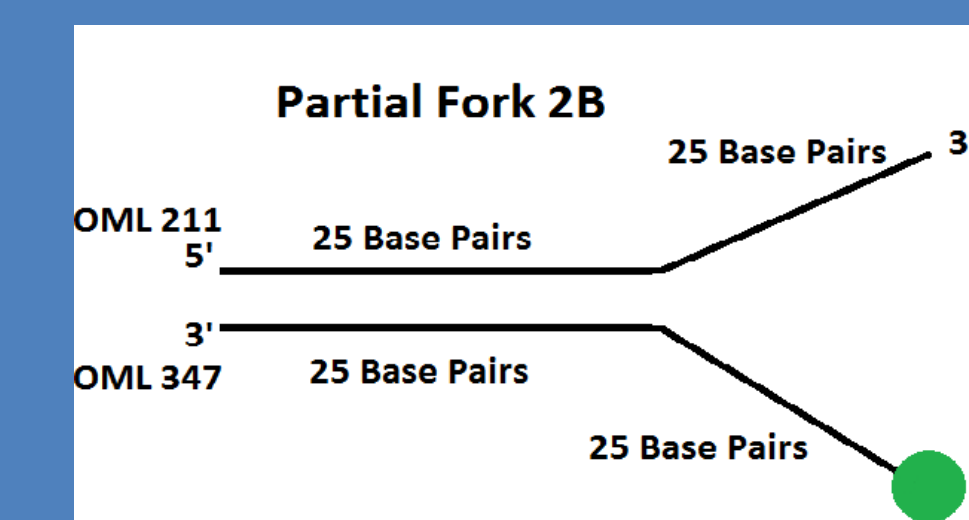 Partial Fork 2B
25 Base Pairs
3
OML 211
5'
25 Base Pairs
3'
OML 347
25 Base Pairs
25 Base Pairs